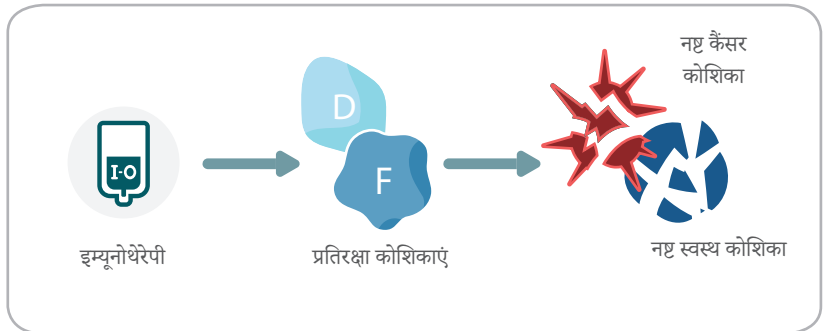 नष्ट कैंसर
कोशिका
D
I-O
F
इम्यूनोथेरेपी
प्रतिरक्षा कोशिकाएं
नष्ट स्वस्थ कोशिका